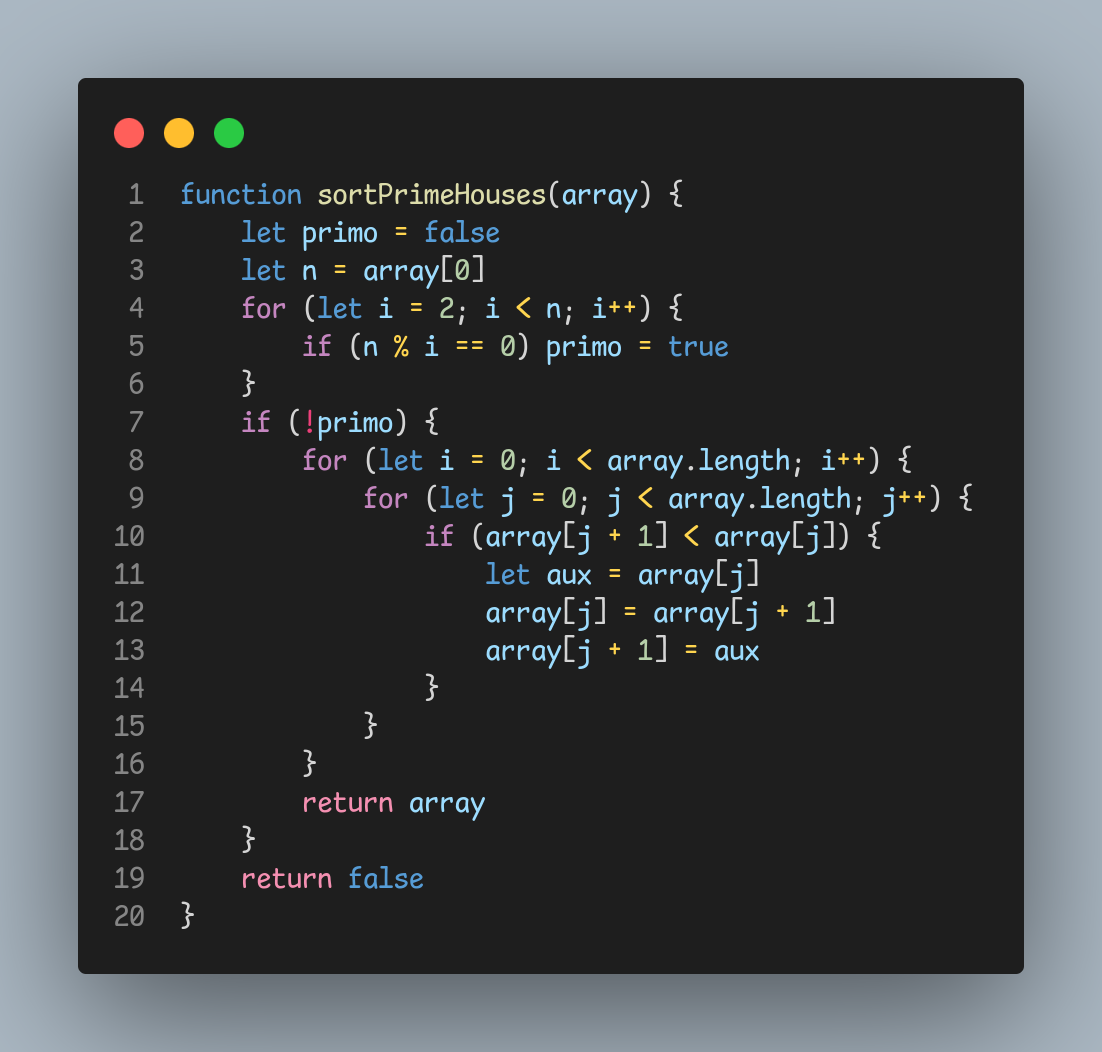 1 function sortPrimeHouses(array) {
2     let primo = false
3     let n = array[0]
4     for (let i = 2; i < n; i++) {
5         if (n % i == 0) primo = true
6     }
7     if (!primo) {
8         for (let i = 0; i < array.length; i++) {
9             for (let j = 0; j < array.length; j++) {
10                 if (array[j + 1] < array[j]) {
11                     let aux = array[j]
12                     array[j] = array[j + 1]
13                     array[j + 1] = aux
14                 }
15             }
16         }
17         return array
18     }
19     return false
20 }